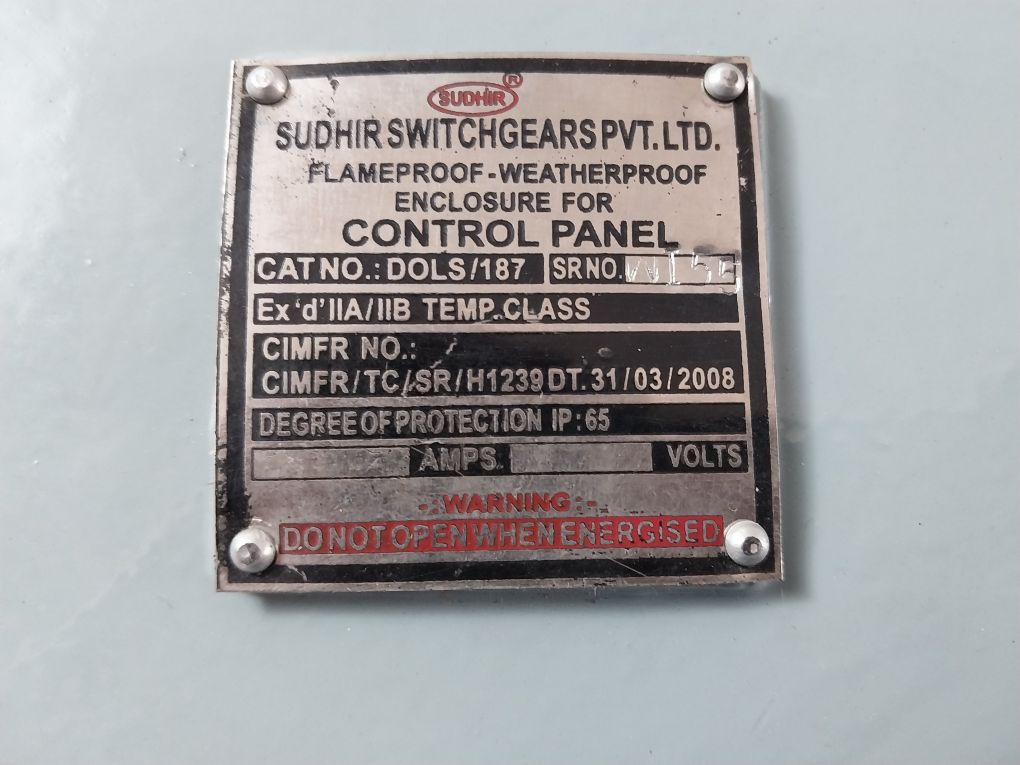 SUDHIR ®
SUDHIR SWITCHGEARS PVT. LTD.
FLAMEPROOF-WEATHERPROOF
ENCLOSURE FOR
CONTROL PANEL
CAT NO.: DOLS/187 SR NO.
Ex 'd' IIA/IIB TEMP. CLASS
CIMFR NO.:
CIMFR/TC/SR/H1239 DT. 31/03/2008
DEGREE OF PROTECTION IP: 65
AMPS. VOLTS
-:WARNING:-
DO NOT OPEN WHEN ENERGISED